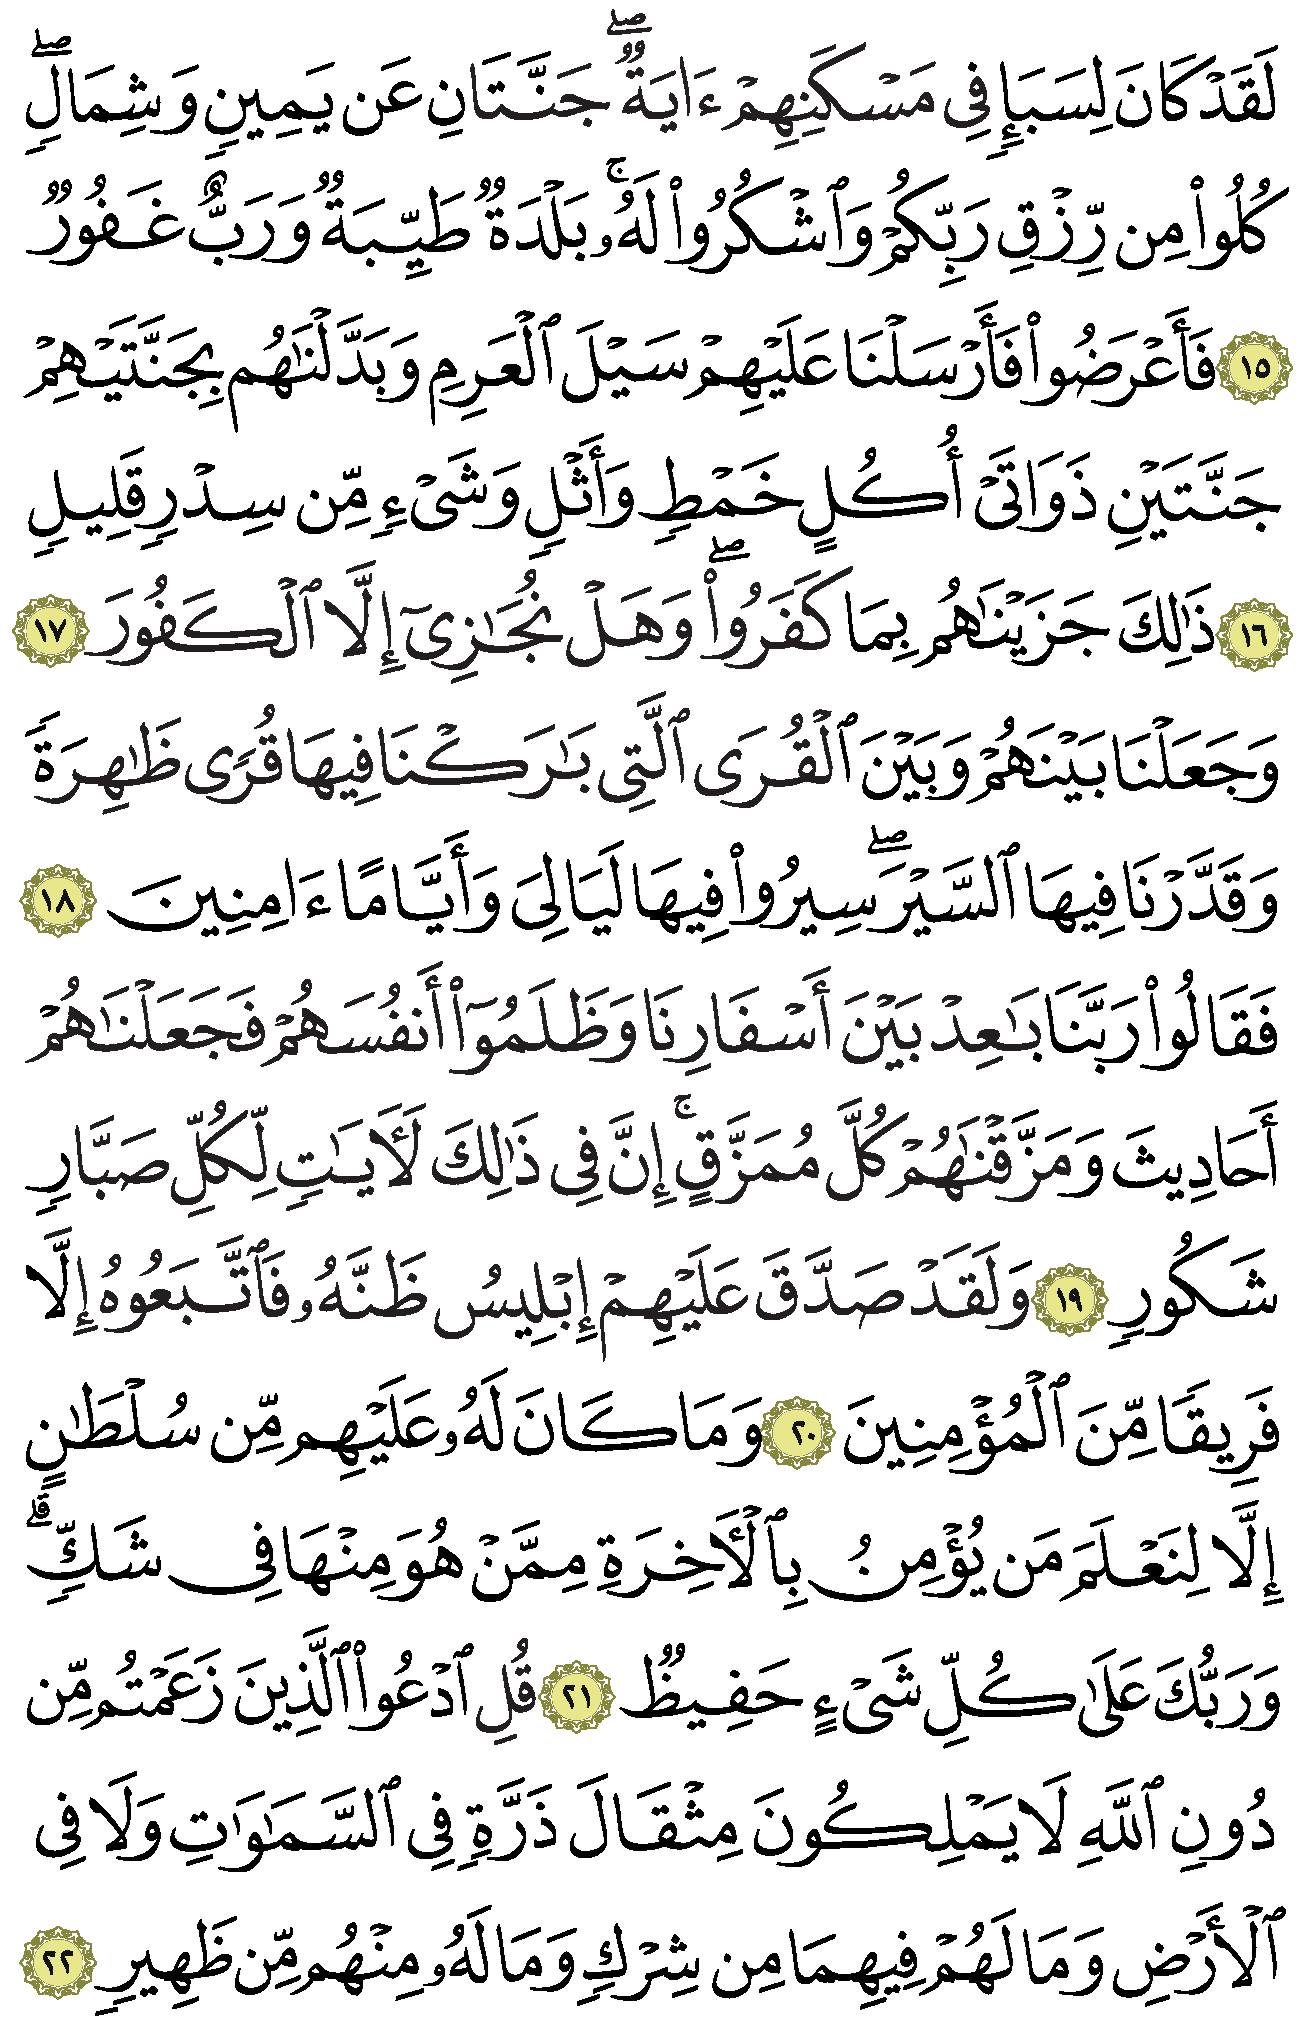 لَقَدْ كَانَ لِسَبَإٍ فِى مَسْكَنِهِمْ ءَايَةٌ ۖ جَنَّتَانِ عَن يَمِينٍ وَشِمَالٍ ۖ
كُلُوا۟ مِن رِّزْقِ رَبِّكُمْ وَٱشْكُرُوا۟ لَهُۥ ۚ بَلْدَةٌ طَيِّبَةٌ وَرَبٌّ غَفُورٌ
١٥ فَأَعْرَضُوا۟ فَأَرْسَلْنَا عَلَيْهِمْ سَيْلَ ٱلْعَرِمِ وَبَدَّلْنَٰهُم بِجَنَّتَيْهِمْ
جَنَّتَيْنِ ذَوَاتَىْ أُكُلٍ خَمْطٍ وَأَثْلٍ وَشَىْءٍ مِّن سِدْرٍ قَلِيلٍ
١٦ ذَٰلِكَ جَزَيْنَٰهُم بِمَا كَفَرُوا۟ ۖ وَهَلْ نُجَٰزِىٓ إِلَّا ٱلْكَفُورَ ١٧
وَجَعَلْنَا بَيْنَهُمْ وَبَيْنَ ٱلْقُرَى ٱلَّتِى بَٰرَكْنَا فِيهَا قُرًى ظَٰهِرَةً
وَقَدَّرْنَا فِيهَا ٱلسَّيْرَ ۖ سِيرُوا۟ فِيهَا لَيَالِىَ وَأَيَّامًا ءَامِنِينَ ١٨
فَقَالُوا۟ رَبَّنَا بَٰعِدْ بَيْنَ أَسْفَارِنَا وَظَلَمُوٓا۟ أَنفُسَهُمْ فَجَعَلْنَٰهُمْ
أَحَادِيثَ وَمَزَّقْنَٰهُمْ كُلَّ مُمَزَّقٍ ۚ إِنَّ فِى ذَٰلِكَ لَءَايَٰتٍ لِّكُلِّ صَبَّارٍ
شَكُورٍ ١٩ وَلَقَدْ صَدَّقَ عَلَيْهِمْ إِبْلِيسُ ظَنَّهُۥ فَٱتَّبَعُوهُ إِلَّا
فَرِيقًا مِّنَ ٱلْمُؤْمِنِينَ ٢٠ وَمَا كَانَ لَهُۥ عَلَيْهِم مِّن سُلْطَٰنٍ
إِلَّا لِنَعْلَمَ مَن يُؤْمِنُ بِٱلْـَٔاخِرَةِ مِمَّنْ هُوَ مِنْهَا فِى شَكٍّ ۗ
وَرَبُّكَ عَلَىٰ كُلِّ شَىْءٍ حَفِيظٌ ٢١ قُلِ ٱدْعُوا۟ ٱلَّذِينَ زَعَمْتُم مِّن
دُونِ ٱللَّهِ لَا يَمْلِكُونَ مِثْقَالَ ذَرَّةٍ فِى ٱلسَّمَٰوَٰتِ وَلَا فِى
ٱلْأَرْضِ وَمَا لَهُمْ فِيهِمَا مِن شِرْكٍ وَمَا لَهُۥ مِنْهُم مِّن ظَهِيرٍ ٢٢